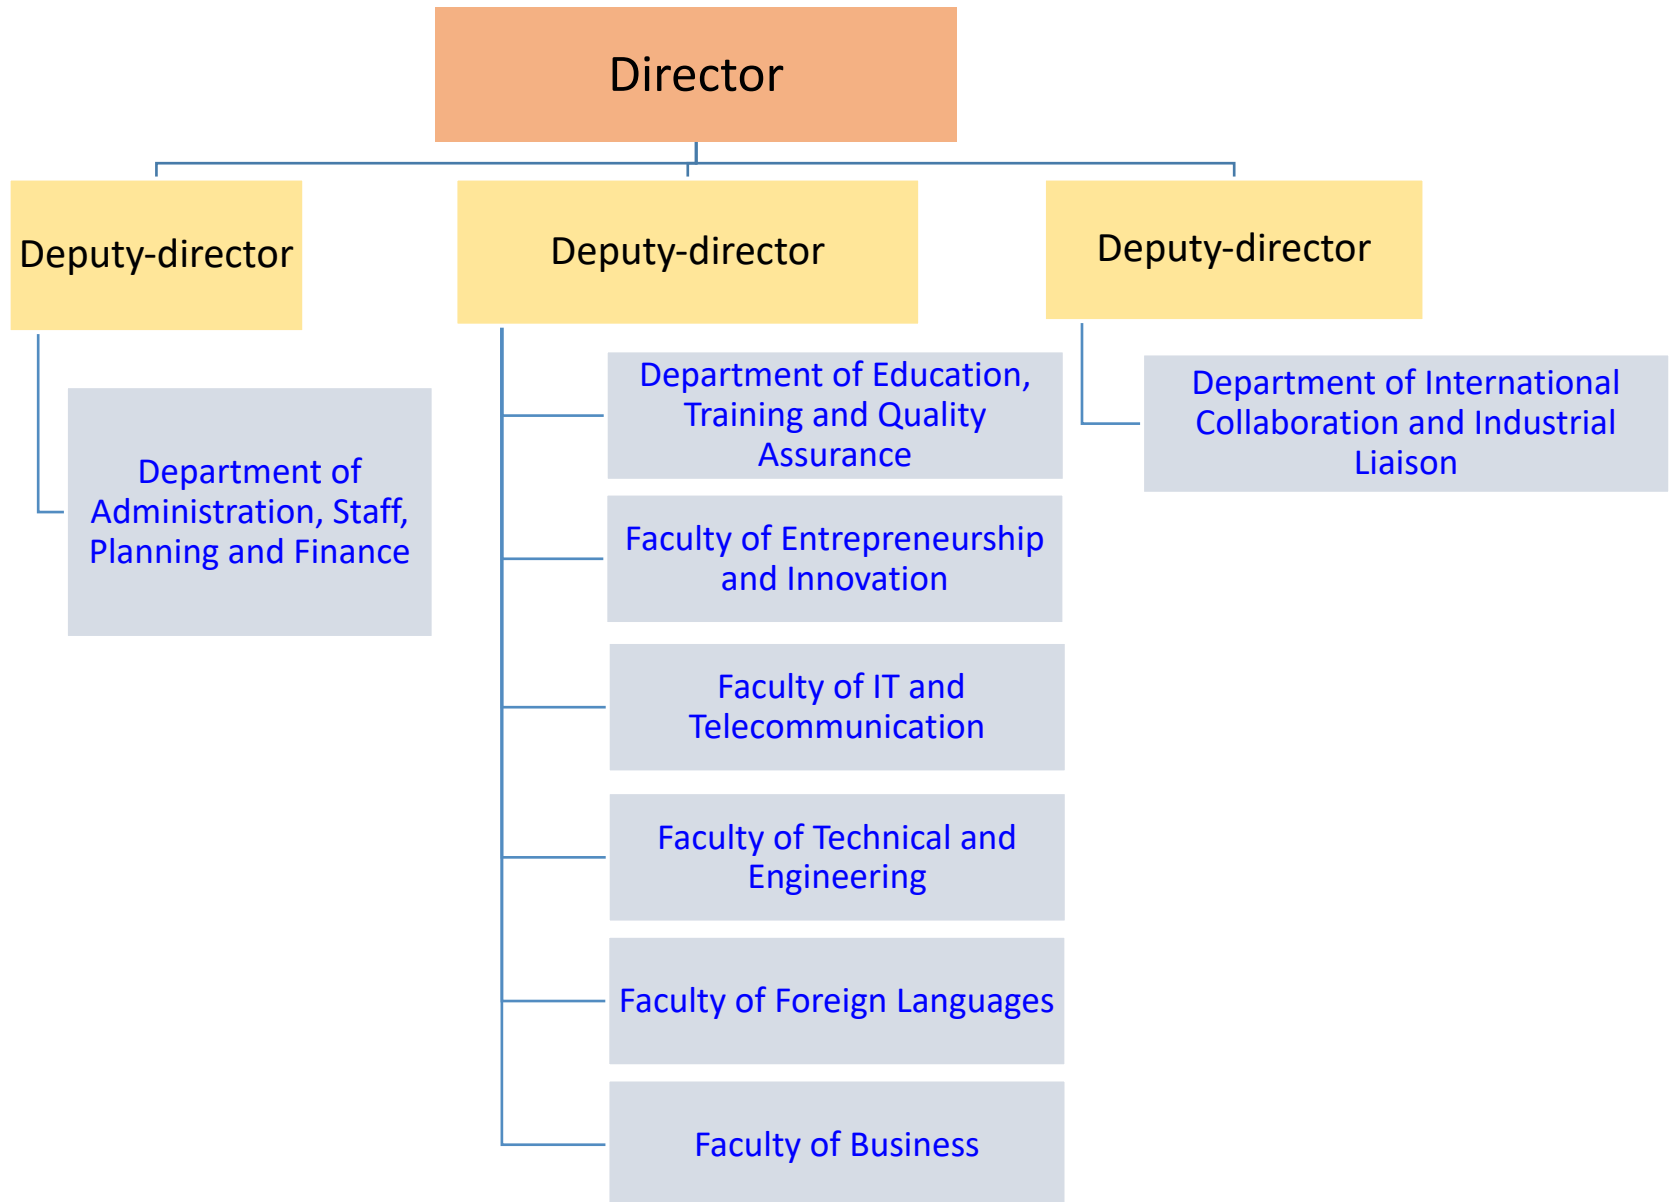 Director
Deputy-director
Deputy-director
Deputy-director
Department of
Administration, Staff,
Planning and Finance
Department of Education,
Training and Quality
Assurance
Faculty of Entrepreneurship
and Innovation
Faculty of IT and
Telecommunication
Faculty of Technical and
Engineering
Faculty of Foreign Languages
Faculty of Business
Department of International
Collaboration and Industrial
Liaison